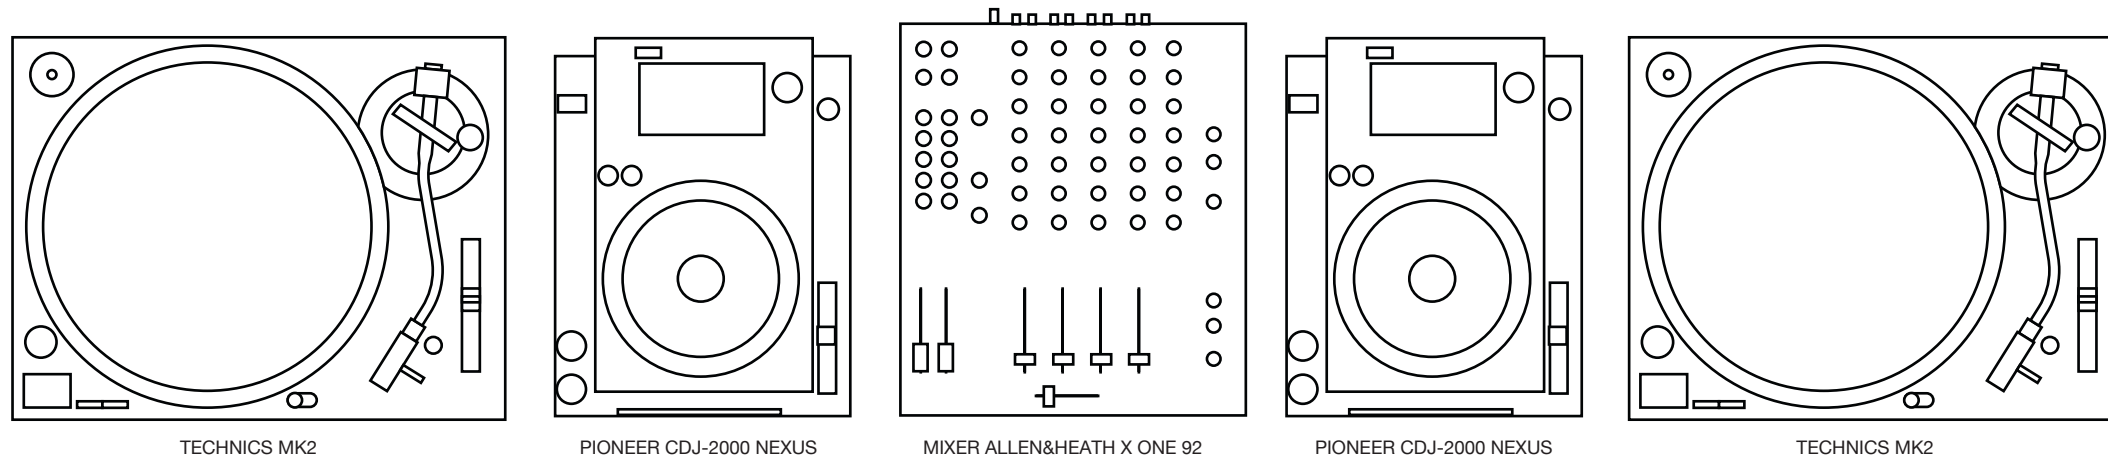 TECHNICS MK2
PIONEER CDJ-2000 NEXUS
MIXER ALLEN&HEATH X ONE 92
PIONEER CDJ-2000 NEXUS
TECHNICS MK2